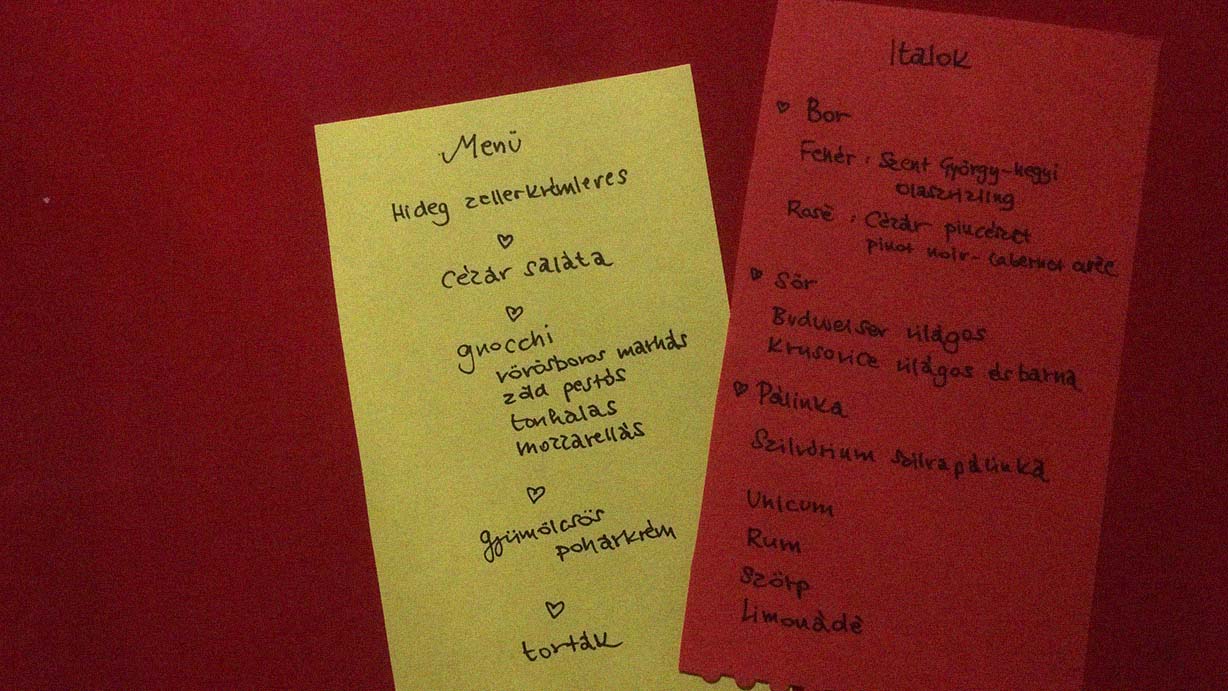 Menü
Hideg zellerkrémleves
Cézár saláta
gnocchi
vörösboros marhás
zöld pestós
tonhalas
mozzarellás
gyümölcsös
pohárkrém
torták
Italok
Bor
Fehér: Szent György-hegyi
olaszrizling
Rosé: Cézár pincészet
pinot noir - cabernet
Sör
Budweiser világos
Krusovice világos és barna
Pálinka
Szilvórium szilvapálinka
Unicum
Rum
Szörp
Limonádé